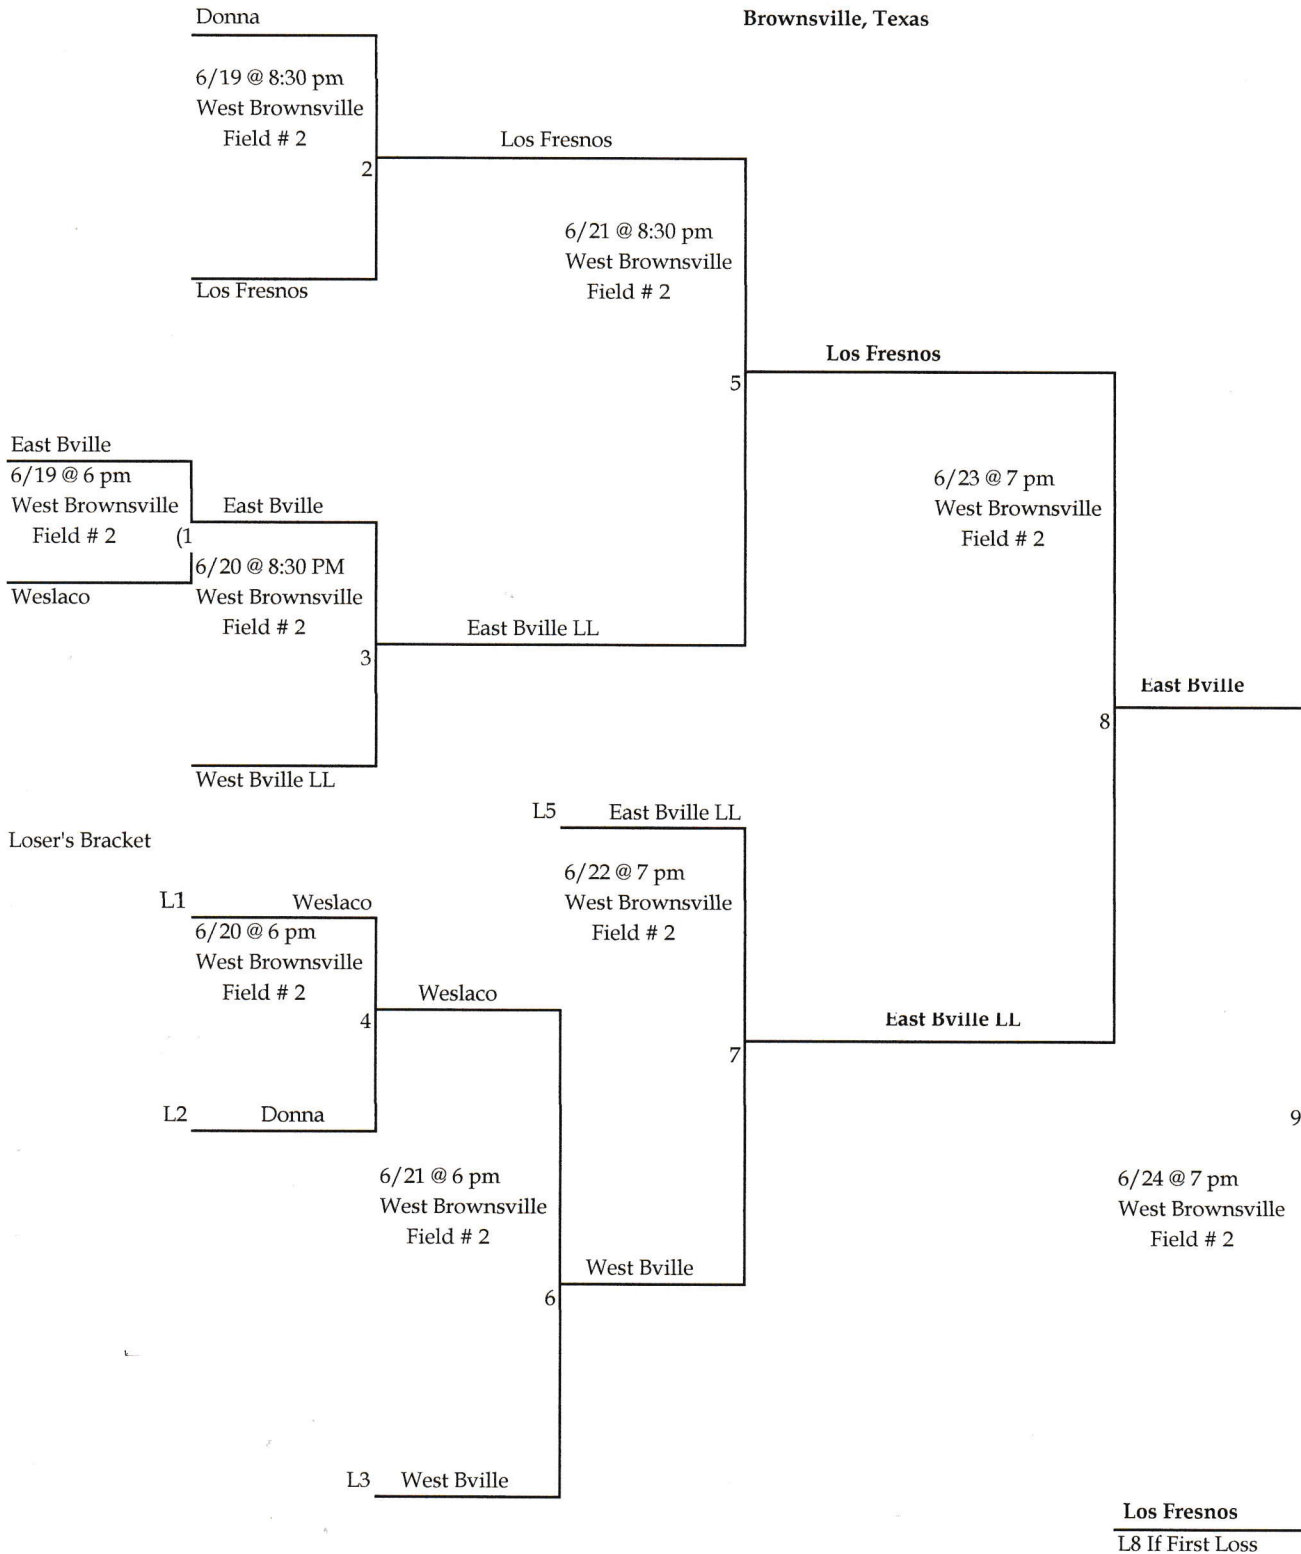 Donna
Brownsville, Texas
6/19 @ 8:30 pm
West Brownsville
Field # 2
2
Los Fresnos
Los Fresnos
6/21 @ 8:30 pm
West Brownsville
Field # 2
5
Los Fresnos
East Bville
6/19 @ 6 pm
West Brownsville
Field # 2
(1
Weslaco
East Bville
6/20 @ 8:30 PM
West Brownsville
Field # 2
3
East Bville LL
West Bville LL
6/23 @ 7 pm
West Brownsville
Field # 2
8
East Bville
Loser's Bracket
L5 East Bville LL
6/22 @ 7 pm
West Brownsville
Field # 2
7
East Bville LL
L1 Weslaco
6/20 @ 6 pm
West Brownsville
Field # 2
4
Weslaco
L2 Donna
6/21 @ 6 pm
West Brownsville
Field # 2
6
West Bville
L3 West Bville
9
6/24 @ 7 pm
West Brownsville
Field # 2
Los Fresnos
L8 If First Loss